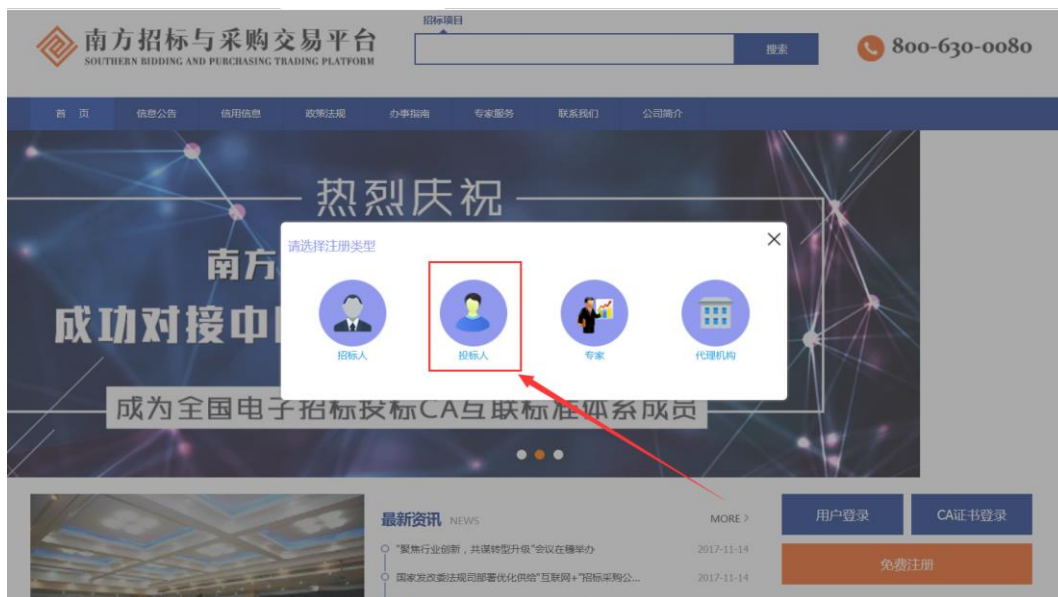 招标项目
南方招标与采购交易平台
SOUTHERN BIDDING AND PURCHASING TRADING PLATFORM
搜索
800-630-0080
首 页 信息公告 信用信息 政策法规 办事指南 专家服务 联系我们 公司简介
热烈庆祝
请选择注册类型
南方
成功对接中
招标人 投标人 专家 代理机构
成为全国电子招标投标CA互联标准体系成员
最新资讯 NEWS MORE >
用户登录 CA证书登录
“聚焦行业创新,共谋转型升级”会议在穗举办 2017-11-14
国家发改委法规司部署优化供给“互联网+”招标采购公... 2017-11-14
免费注册